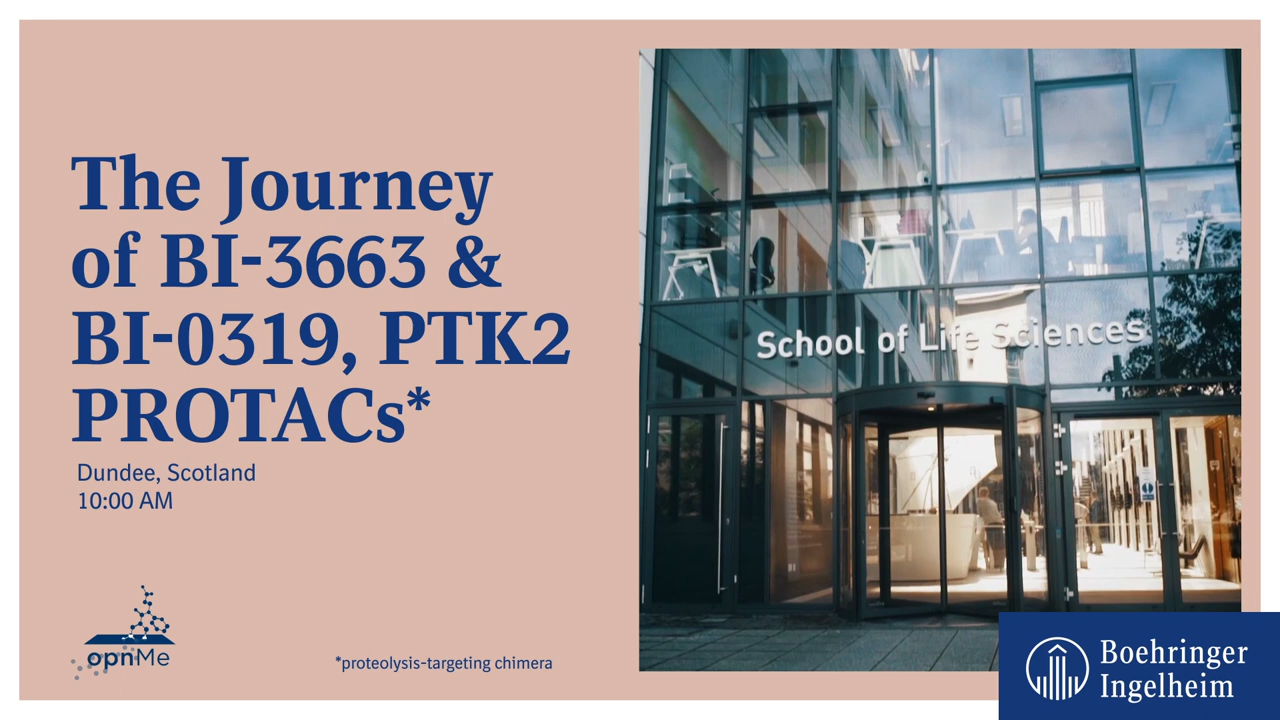 The Journey
of BI-3663 &
BI-0319, PTK2
PROTACs*
Dundee, Scotland
10:00 AM
opnMe
*proteolysis-targeting chimera
School of Life Sciences
Boehringer
Ingelheim